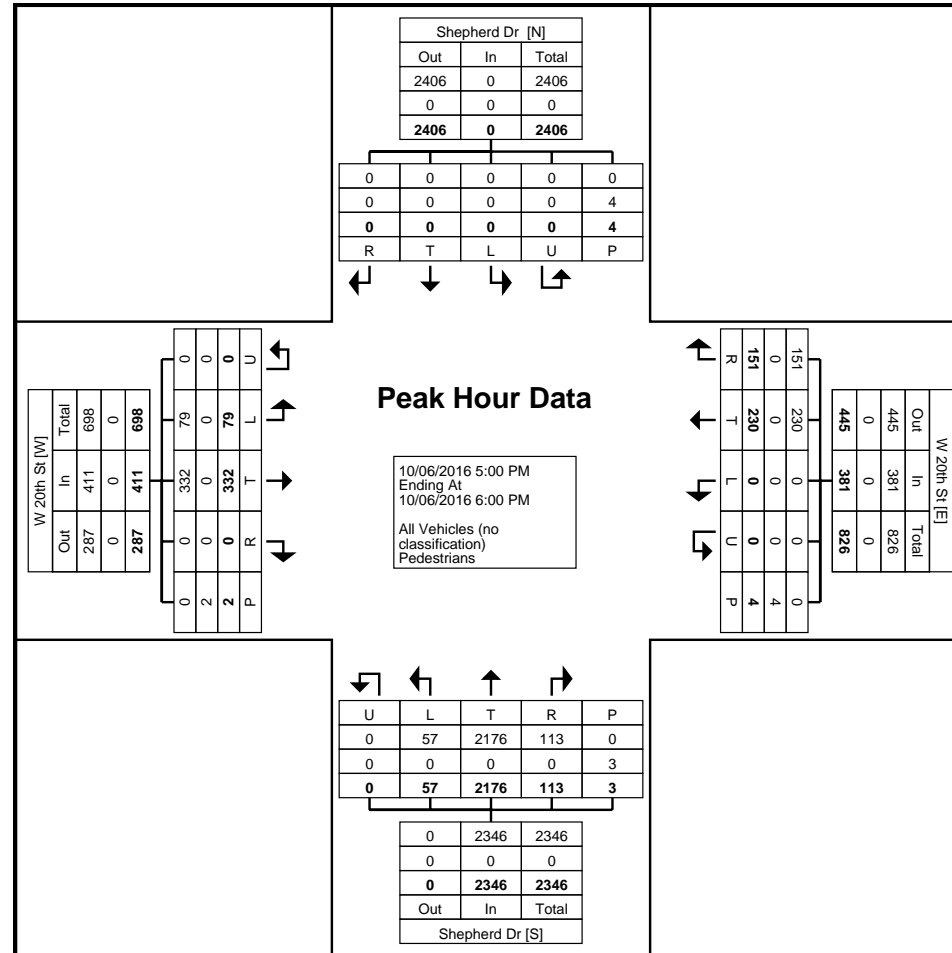 Shepherd Dr [N]
Out In Total
2406 0 2406
0 0 0
2406 0 2406
0 0 0 0 0
0 0 0 0 4
0 0 0 0 4
R T L U P
W 20th St [W]
Total In Out
698 411 287
0 0 0
698 411 287
0 79 332 0 0
0 0 0 0 2
0 79 332 0 2
U L T R P
Peak Hour Data
10/06/2016 5:00 PM
Ending At
10/06/2016 6:00 PM
All Vehicles (no
classification)
Pedestrians
W 20th St [E]
Out In Total
445 381 826
0 0 0
445 381 826
151 230 0 0 0
0 0 0 0 4
151 230 0 0 4
R T L U P
U L T R P
0 57 2176 113 0
0 0 0 0 3
0 57 2176 113 3
0 2346 2346
0 0 0
0 2346 2346
Out In Total
Shepherd Dr [S]